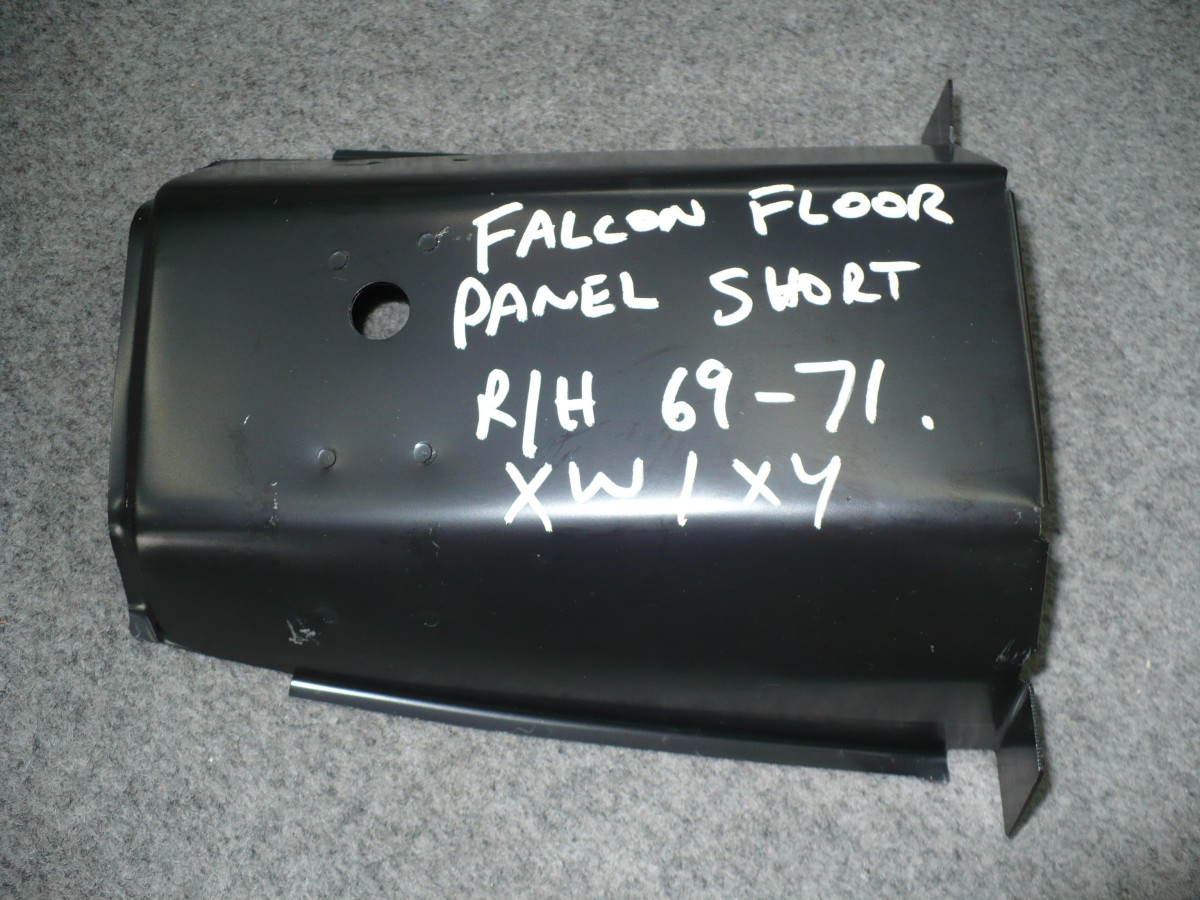 FALCON FLOOR
PANEL SHORT
R/H 69-71.
XW/XY